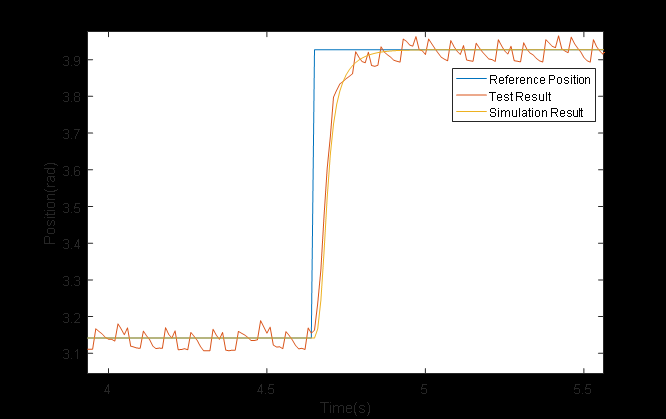 3.9
3.8
3.7
3.6
3.5
3.4
3.3
3.2
3.1
Position(rad)
Reference Position
Test Result
Simulation Result
4
4.5
5
5.5
Time(s)